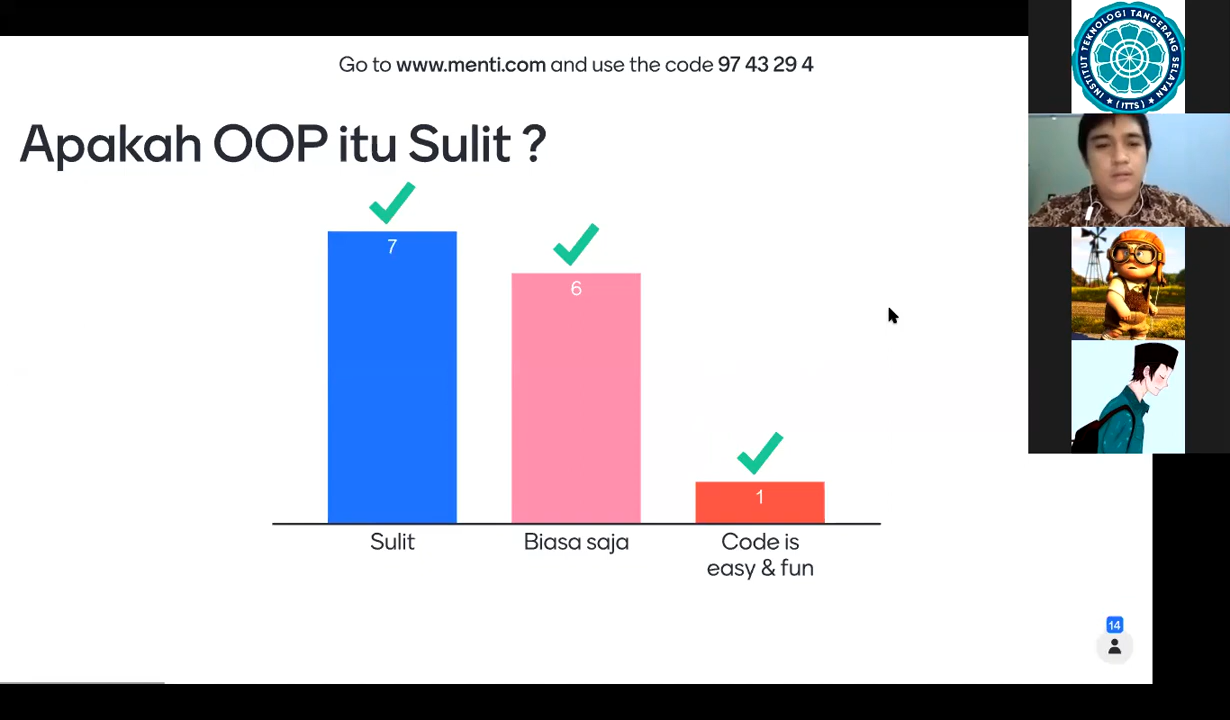 Go to www.menti.com and use the code 97 43 29 4
Apakah OOP itu Sulit ?
7
6
1
Sulit
Biasa saja
Code is
easy & fun
14
INSTITUT TEKNOLOGI TANGERANG SELATAN
(ITTS)